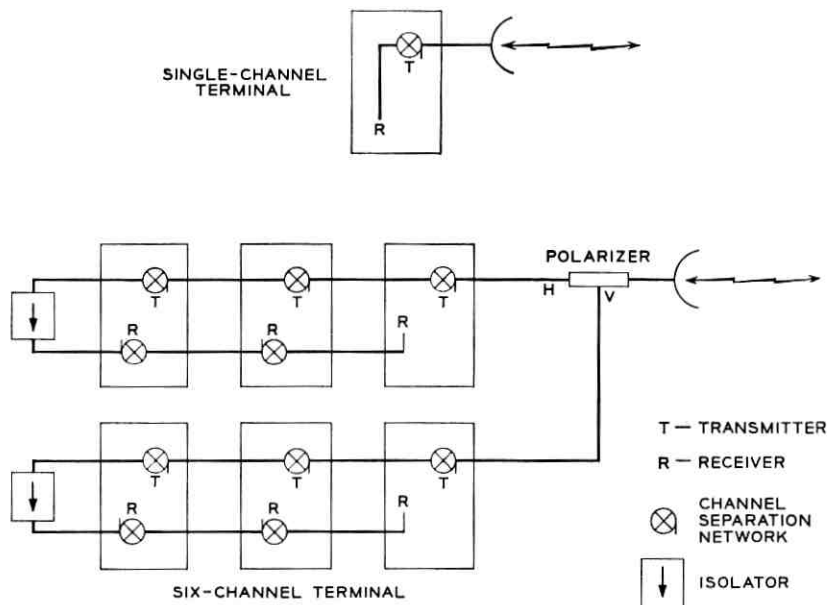 SINGLE-CHANNEL
TERMINAL
T
R
POLARIZER
H
V
T
T
T
R
R
R
T
T
T
R
R
R
SIX-CHANNEL TERMINAL
T — TRANSMITTER
R — RECEIVER
CHANNEL
SEPARATION
NETWORK
ISOLATOR